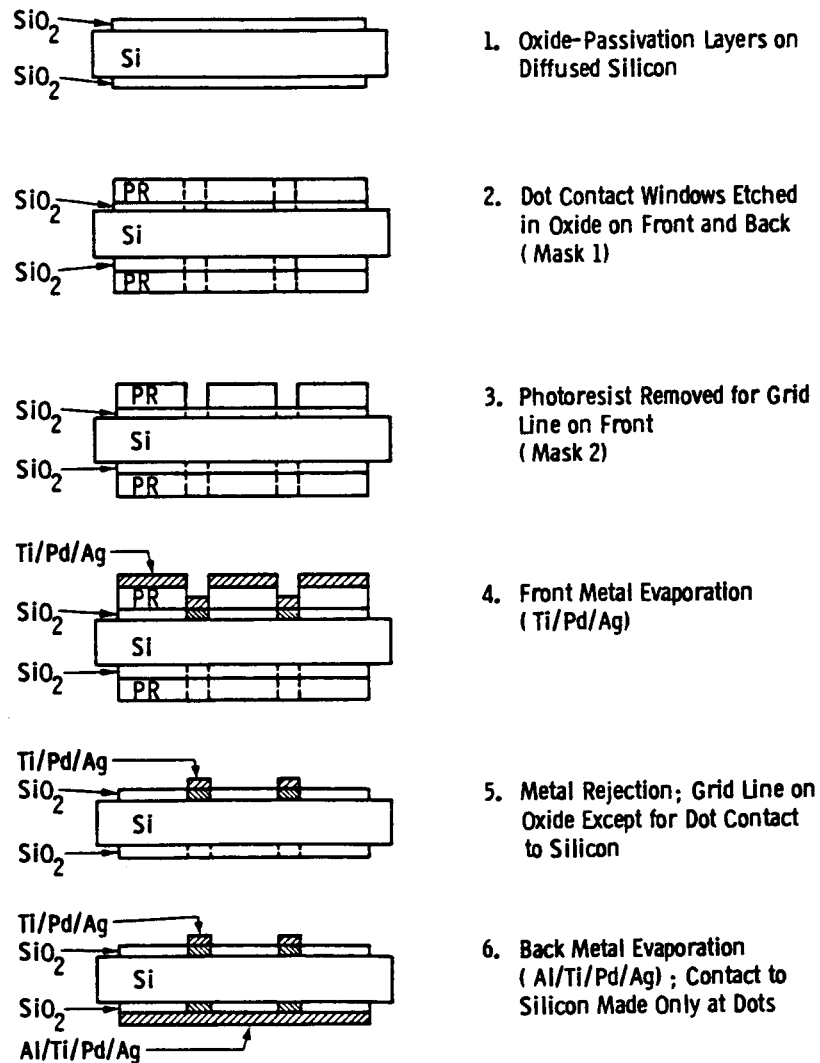 SiO2
Si
SiO2
1. Oxide-Passivation Layers on
Diffused Silicon
PR
SiO2
Si
SiO2
PR
2. Dot Contact Windows Etched
in Oxide on Front and Back
( Mask 1)
PR
SiO2
Si
SiO2
PR
3. Photoresist Removed for Grid
Line on Front
( Mask 2)
Ti/Pd/Ag
PR
SiO2
Si
SiO2
PR
4. Front Metal Evaporation
( Ti/Pd/Ag)
Ti/Pd/Ag
SiO2
Si
SiO2
5. Metal Rejection; Grid Line on
Oxide Except for Dot Contact
to Silicon
Ti/Pd/Ag
SiO2
Si
SiO2
Al/Ti/Pd/Ag
6. Back Metal Evaporation
( Al/Ti/Pd/Ag) ; Contact to
Silicon Made Only at Dots